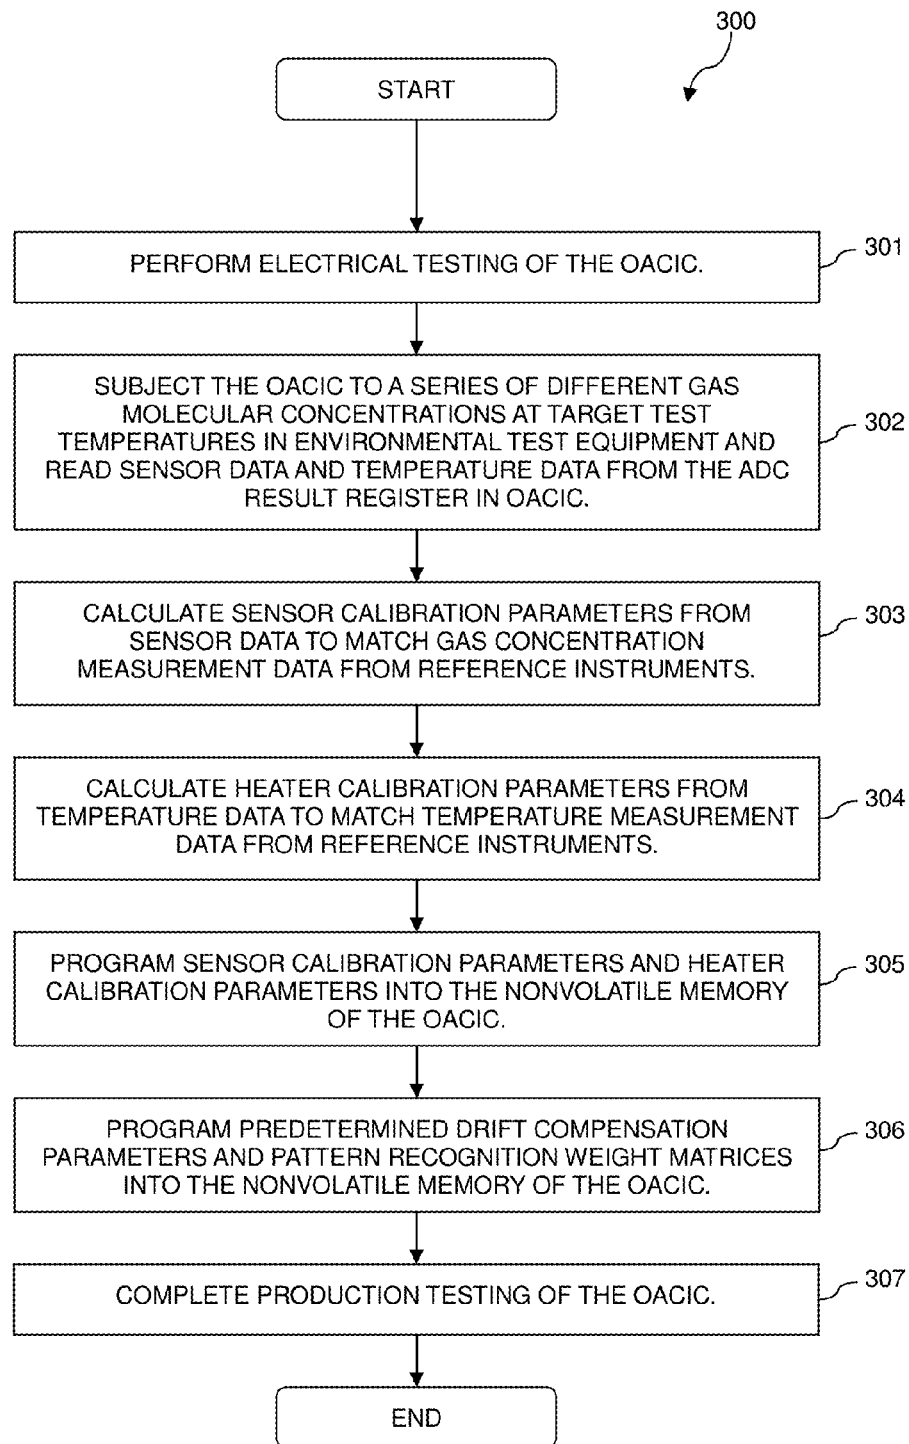 300
START
PERFORM ELECTRICAL TESTING OF THE OACIC.
301
SUBJECT THE OACIC TO A SERIES OF DIFFERENT GAS
MOLECULAR CONCENTRATIONS AT TARGET TEST
TEMPERATURES IN ENVIRONMENTAL TEST EQUIPMENT AND
READ SENSOR DATA AND TEMPERATURE DATA FROM THE ADC
RESULT REGISTER IN OACIC.
302
CALCULATE SENSOR CALIBRATION PARAMETERS FROM
SENSOR DATA TO MATCH GAS CONCENTRATION
MEASUREMENT DATA FROM REFERENCE INSTRUMENTS.
303
CALCULATE HEATER CALIBRATION PARAMETERS FROM
TEMPERATURE DATA TO MATCH TEMPERATURE MEASUREMENT
DATA FROM REFERENCE INSTRUMENTS.
304
PROGRAM SENSOR CALIBRATION PARAMETERS AND HEATER
CALIBRATION PARAMETERS INTO THE NONVOLATILE MEMORY
OF THE OACIC.
305
PROGRAM PREDETERMINED DRIFT COMPENSATION
PARAMETERS AND PATTERN RECOGNITION WEIGHT MATRICES
INTO THE NONVOLATILE MEMORY OF THE OACIC.
306
COMPLETE PRODUCTION TESTING OF THE OACIC.
307
END